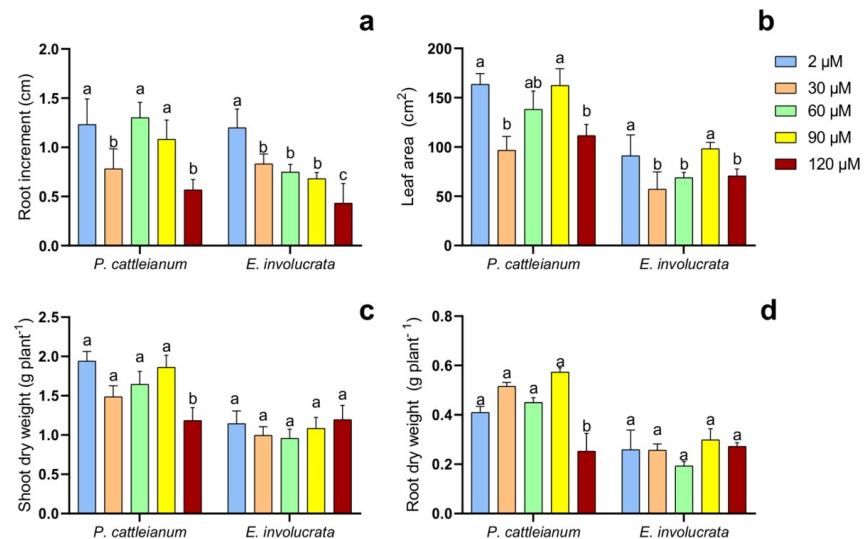 a
Root increment (cm)
2.0
1.5
1.0
0.5
0.0
a
b
a
a
b
a
b
b
b
c
P. cattleianum
E. involucrata
b
Leaf area (cm²)
200
150
100
50
0
a
b
ab
a
b
a
b
b
a
b
P. cattleianum
E. involucrata
2 µM
30 µM
60 µM
90 µM
120 µM
c
Shoot dry weight (g plant⁻¹)
2.5
2.0
1.5
1.0
0.5
0.0
a
a
a
a
b
a
a
a
a
a
P. cattleianum
E. involucrata
d
Root dry weight (g plant⁻¹)
0.8
0.6
0.4
0.2
0.0
a
a
a
a
b
a
a
a
a
a
P. cattleianum
E. involucrata